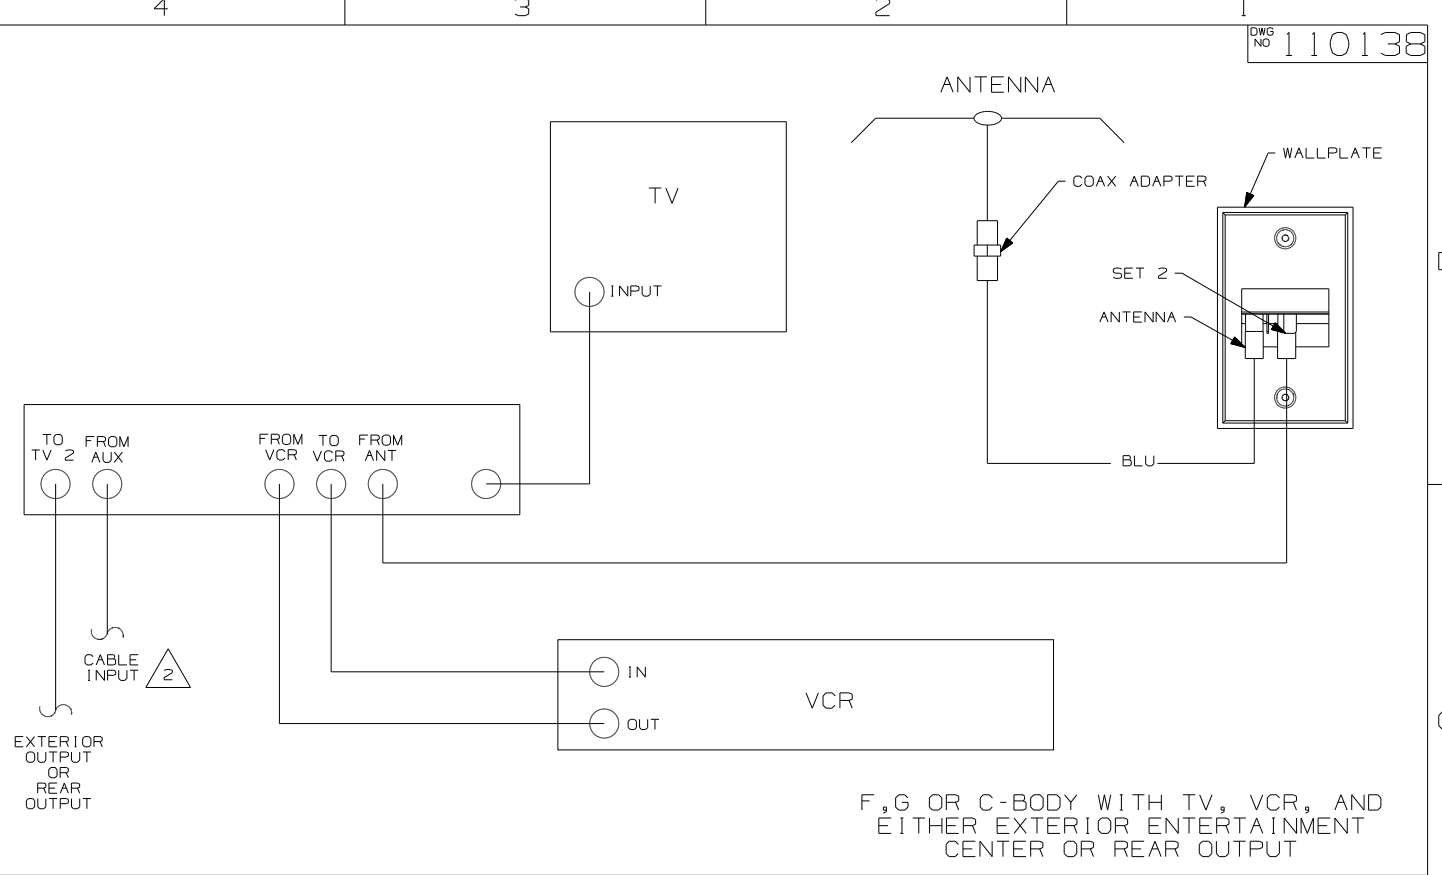 4 3 2 1
DWG
NO 110138
ANTENNA
WALLPLATE
COAX ADAPTER
TV
SET 2
INPUT
ANTENNA
TO
TV 2
FROM
AUX
FROM
VCR
TO
VCR
FROM
ANT
BLU
CABLE
INPUT
2
IN
VCR
OUT
EXTERIOR
OUTPUT
OR
REAR
OUTPUT
F,G OR C-BODY WITH TV, VCR, AND
EITHER EXTERIOR ENTERTAINMENT
CENTER OR REAR OUTPUT